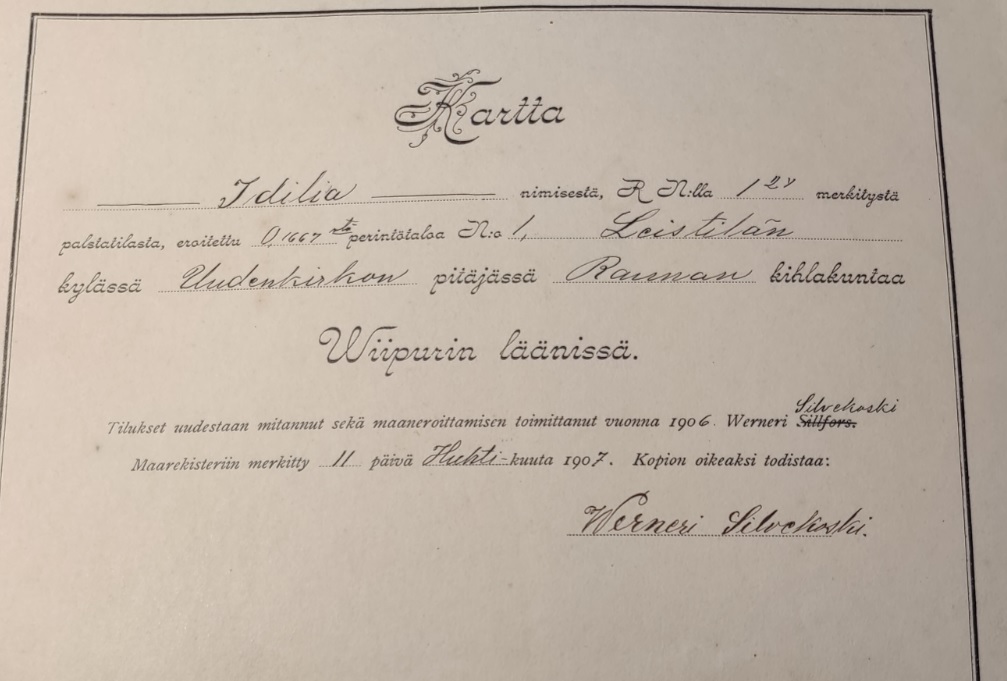 Kartta
Idilia nimisestä, R N:lla 1 24 merkitystä
palstatilasta, eroitettu 0,1667 perintötaloa N:o 1, Leistilän
kylässä Uudenkirkon pitäjässä Rannan kihlakuntaa
Wiipurin läänissä.
Silvekoski
Tilukset uudestaan mitannut sekä maaneroittamisen toimittanut vuonna 1906. Werneri Sillfors.
Maarekisteriin merkitty 11 päivä Huhti-kuuta 1907. Kopion oikeaksi todistaa:
Werneri Silvekoski.